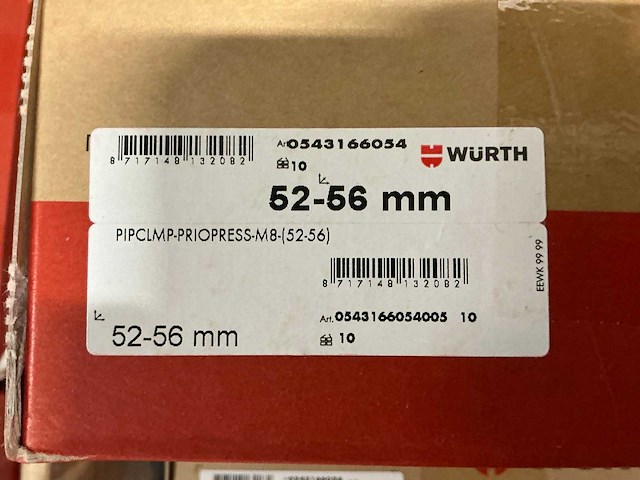 8 717148 132082
Art. 0543166054
10
WÜRTH
52-56 mm
PIPCLMP-PRIOPRESS-M8-(52-56)
8 717148 132082
EEWK 99 99
Art. 0543166054005 10
52-56 mm
10